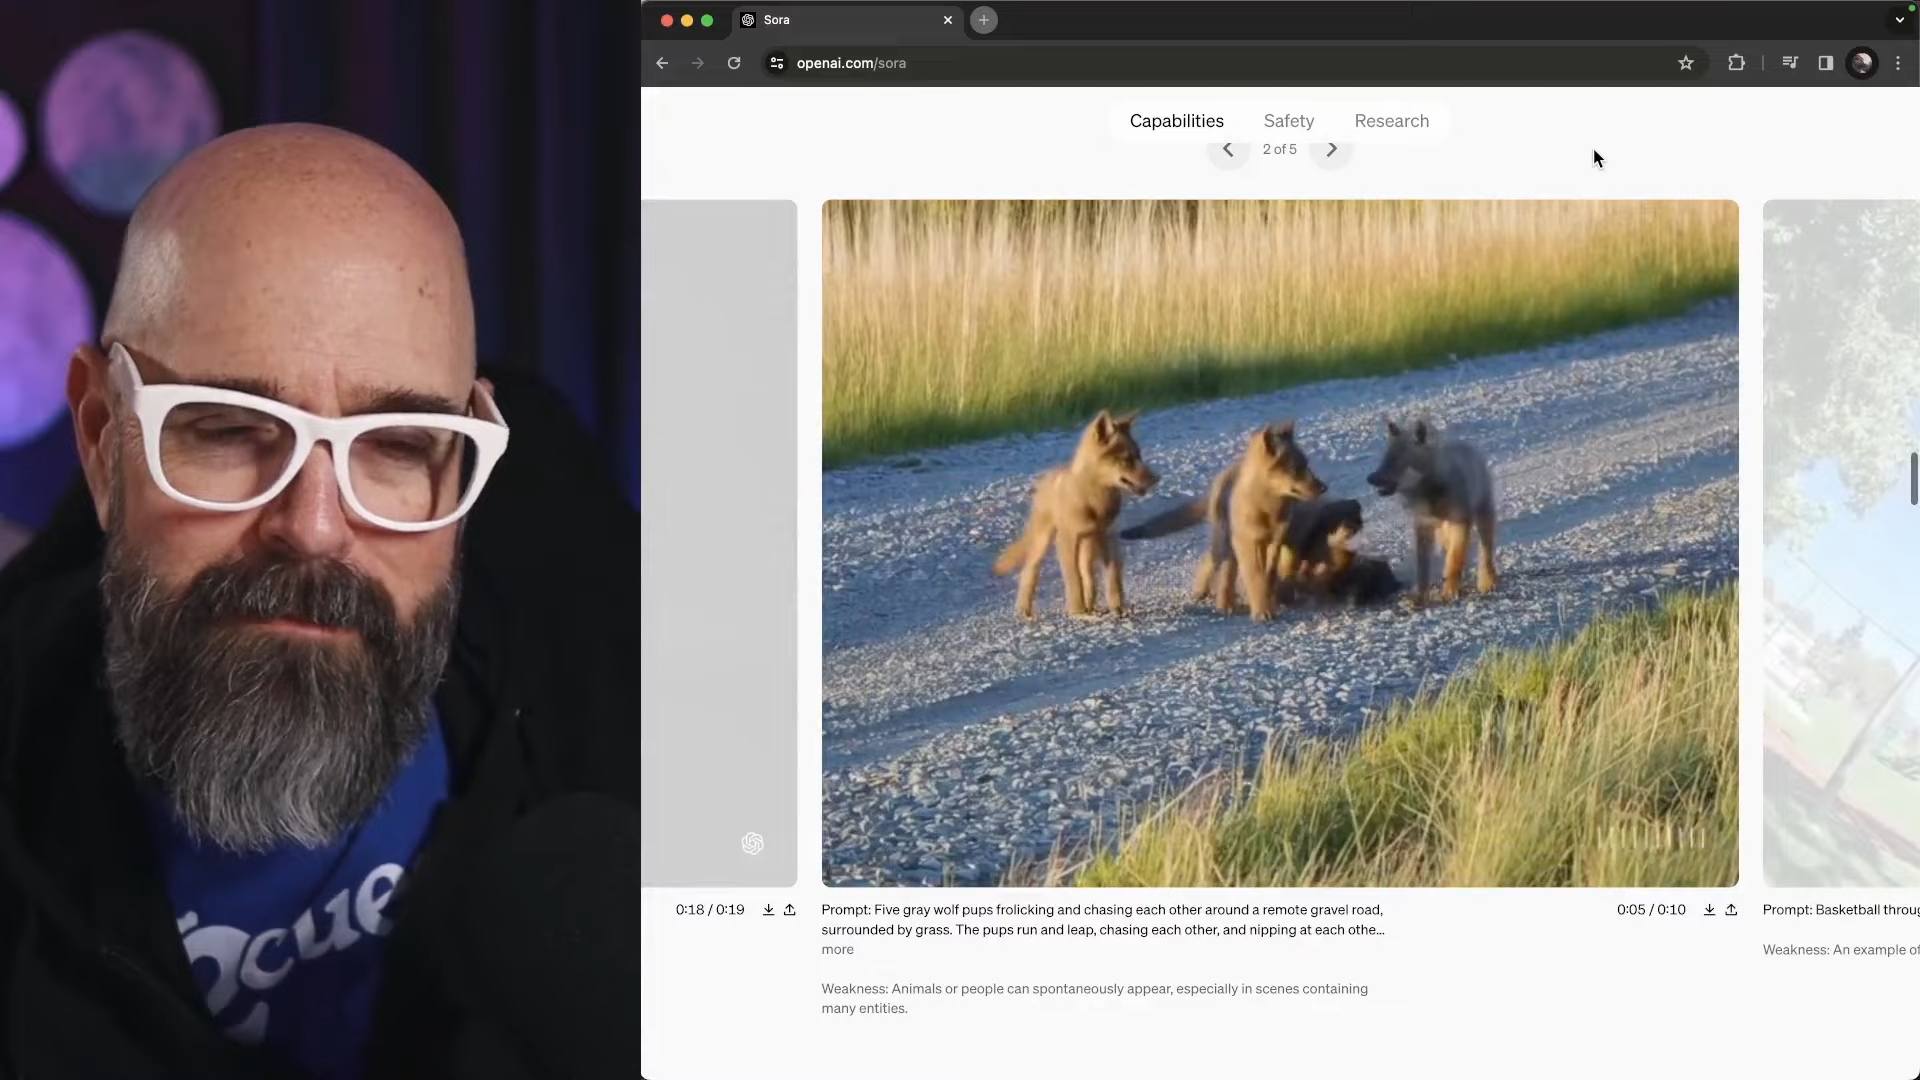 Sora
openai.com/sora
Capabilities
Safety
Research
2 of 5
0:18 / 0:19
Prompt: Five gray wolf pups frolicking and chasing each other around a remote gravel road,
surrounded by grass. The pups run and leap, chasing each other, and nipping at each othe...
more
0:05 / 0:10
Weakness: Animals or people can spontaneously appear, especially in scenes containing
many entities.
Prompt: Basketball
Weakness: An example of